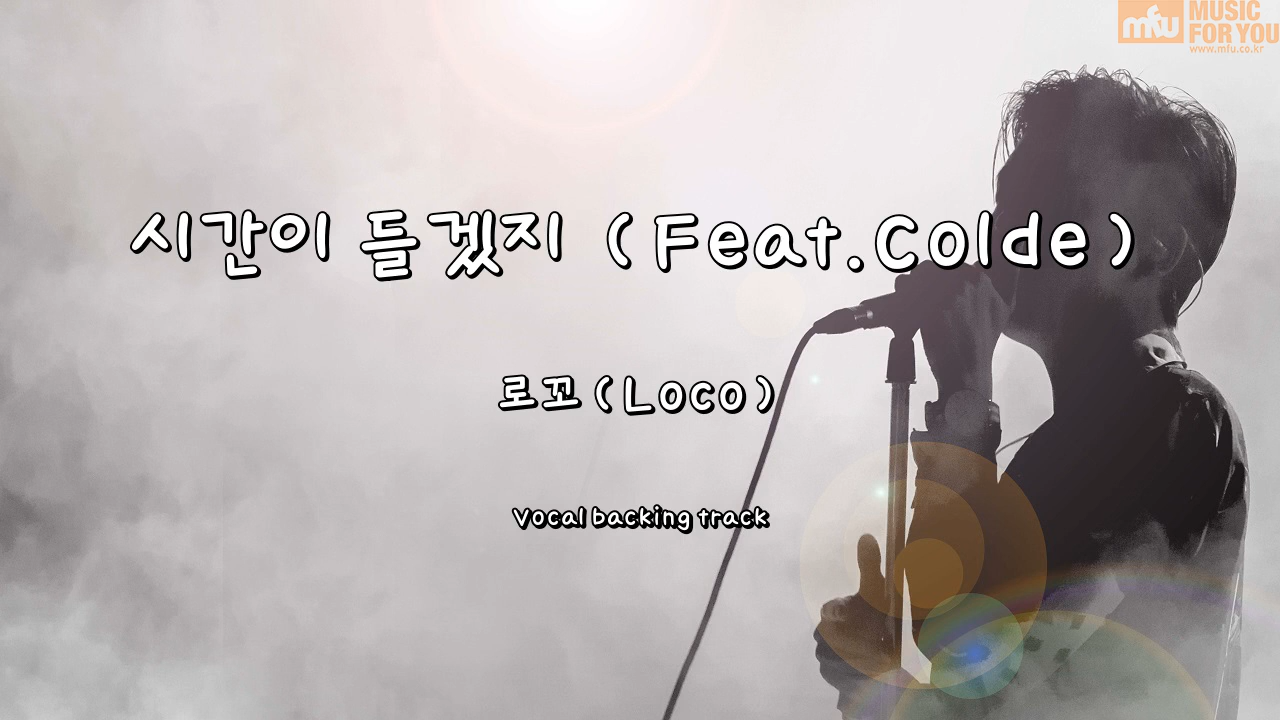 mfu MUSIC
FOR YOU
www.mfu.co.kr
시간이 들겠지 (Feat.Colde)
로꼬(Loco)
Vocal backing track